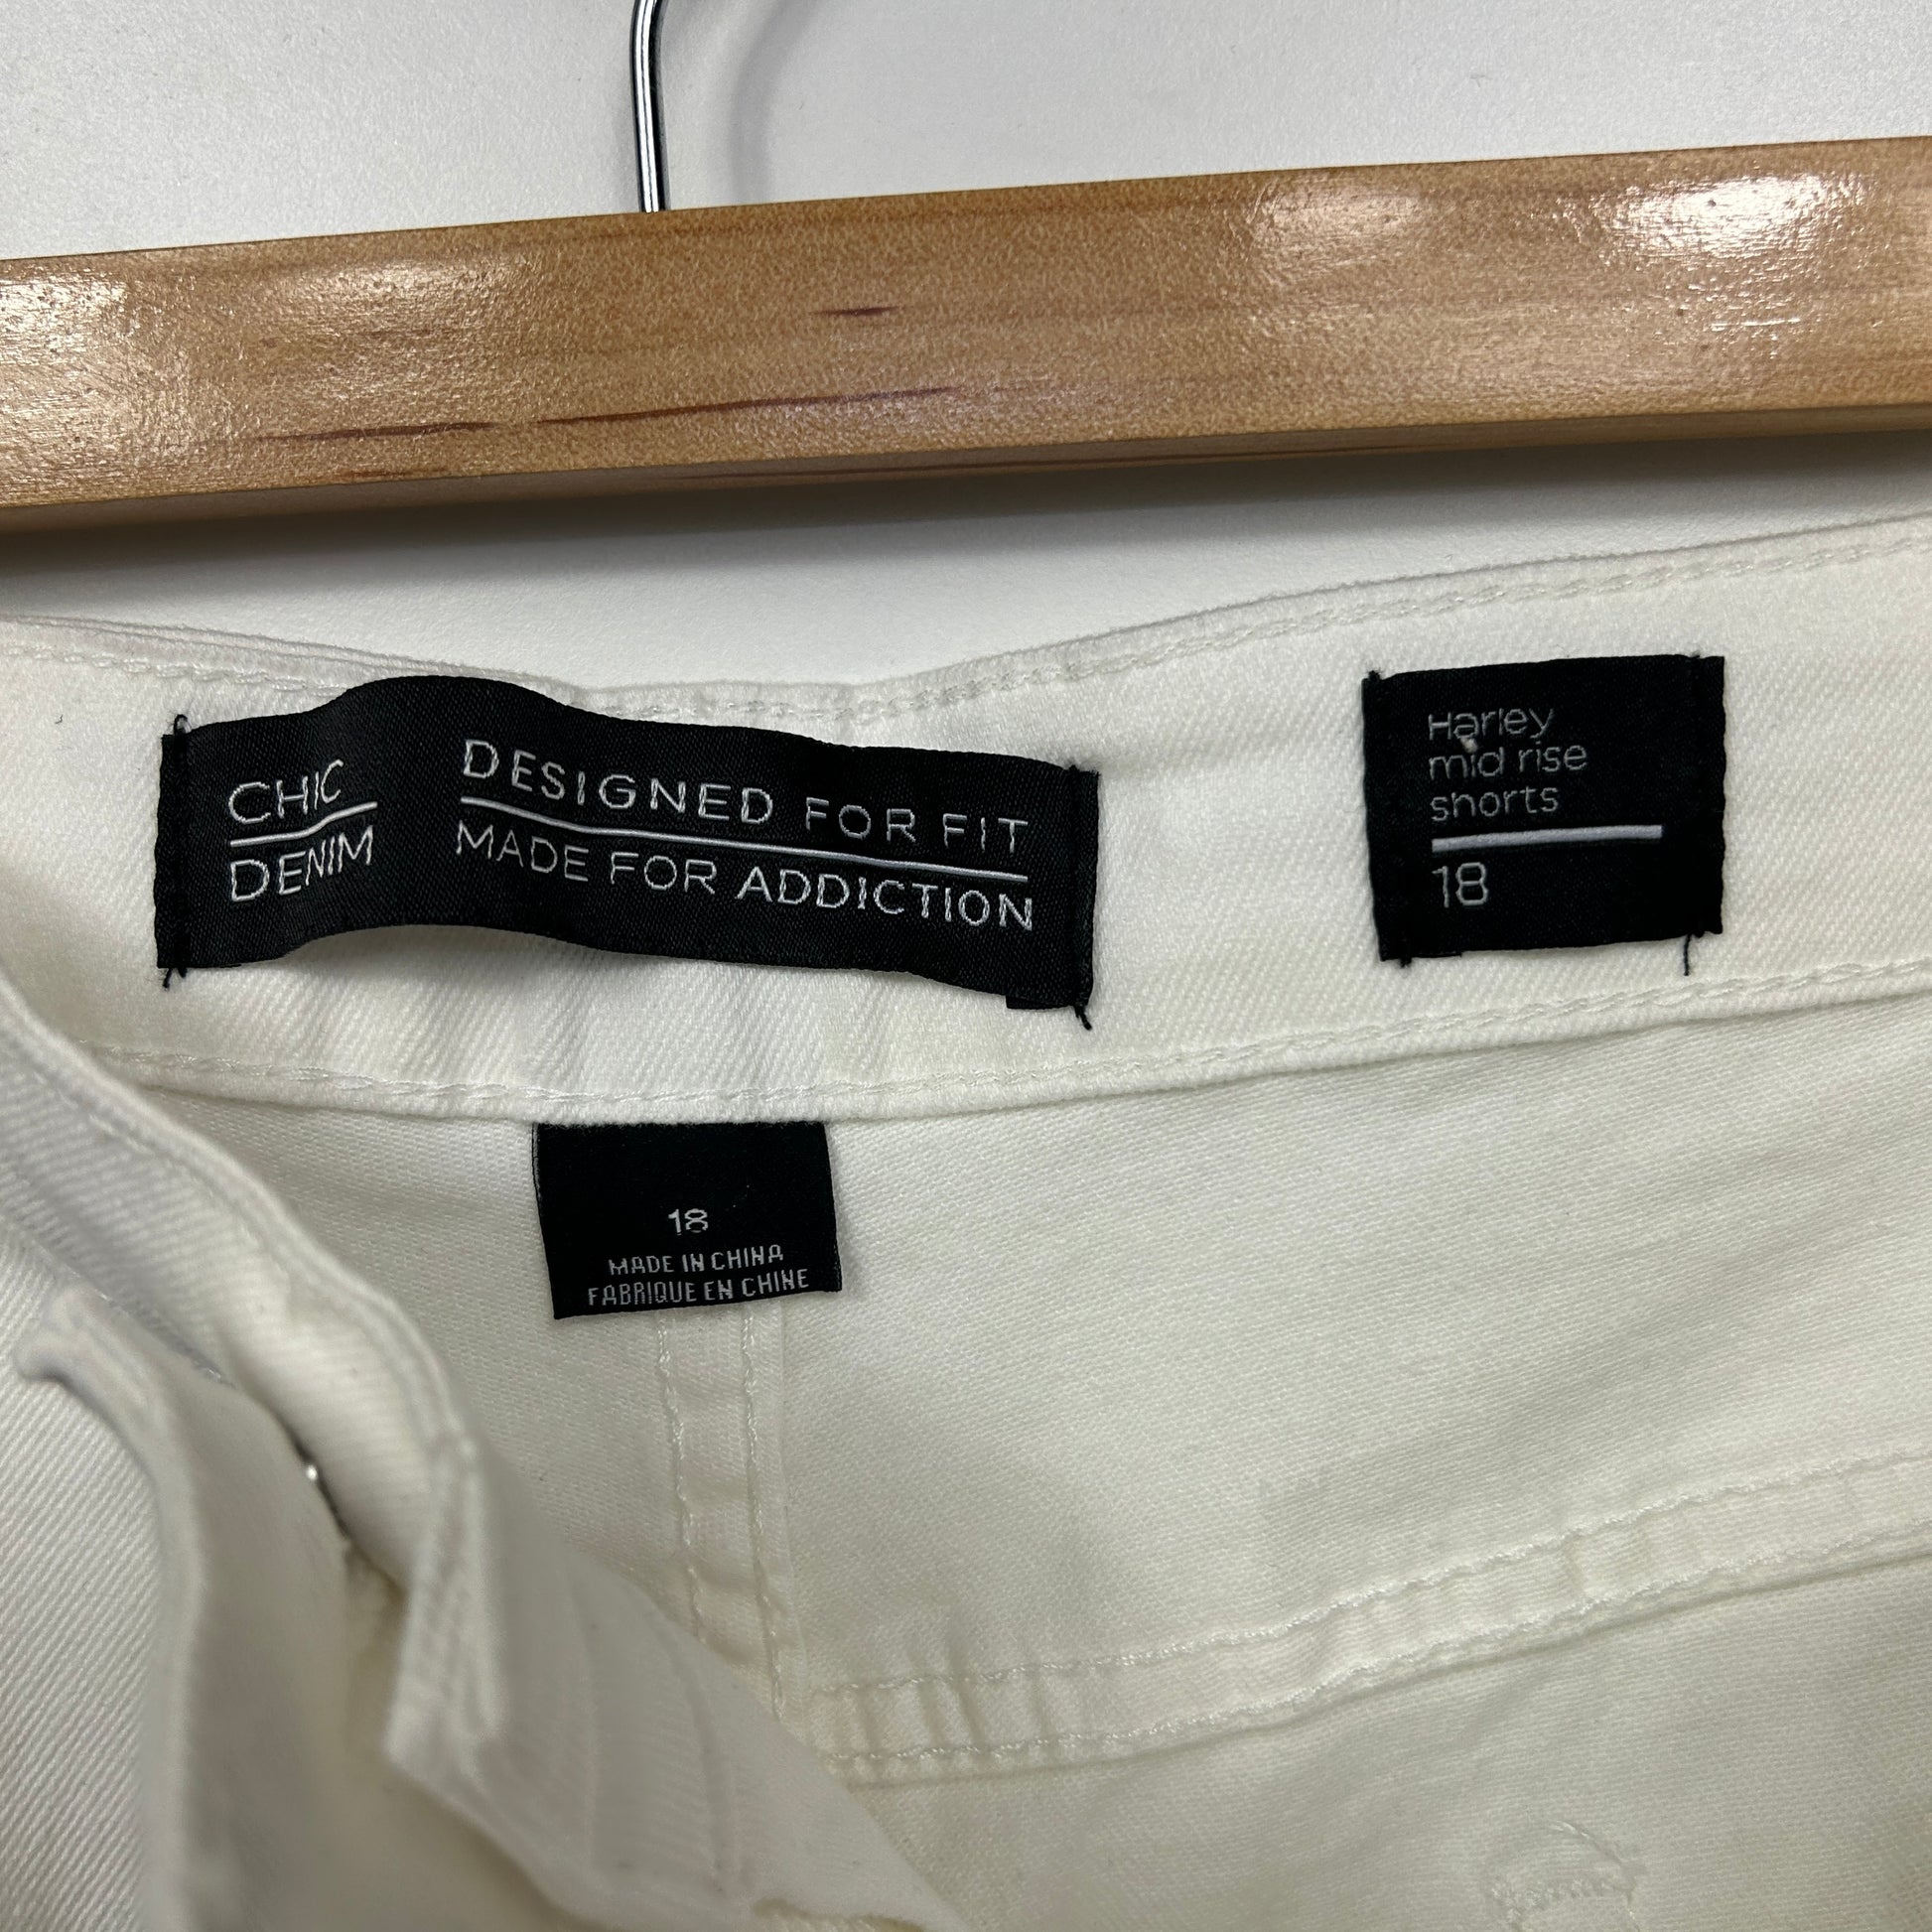 CHIC
DENIM
DESIGNED FOR FIT
MADE FOR ADDICTION
Harley
mid rise
shorts
18
18
MADE IN CHINA
FABRIQUE EN CHINE